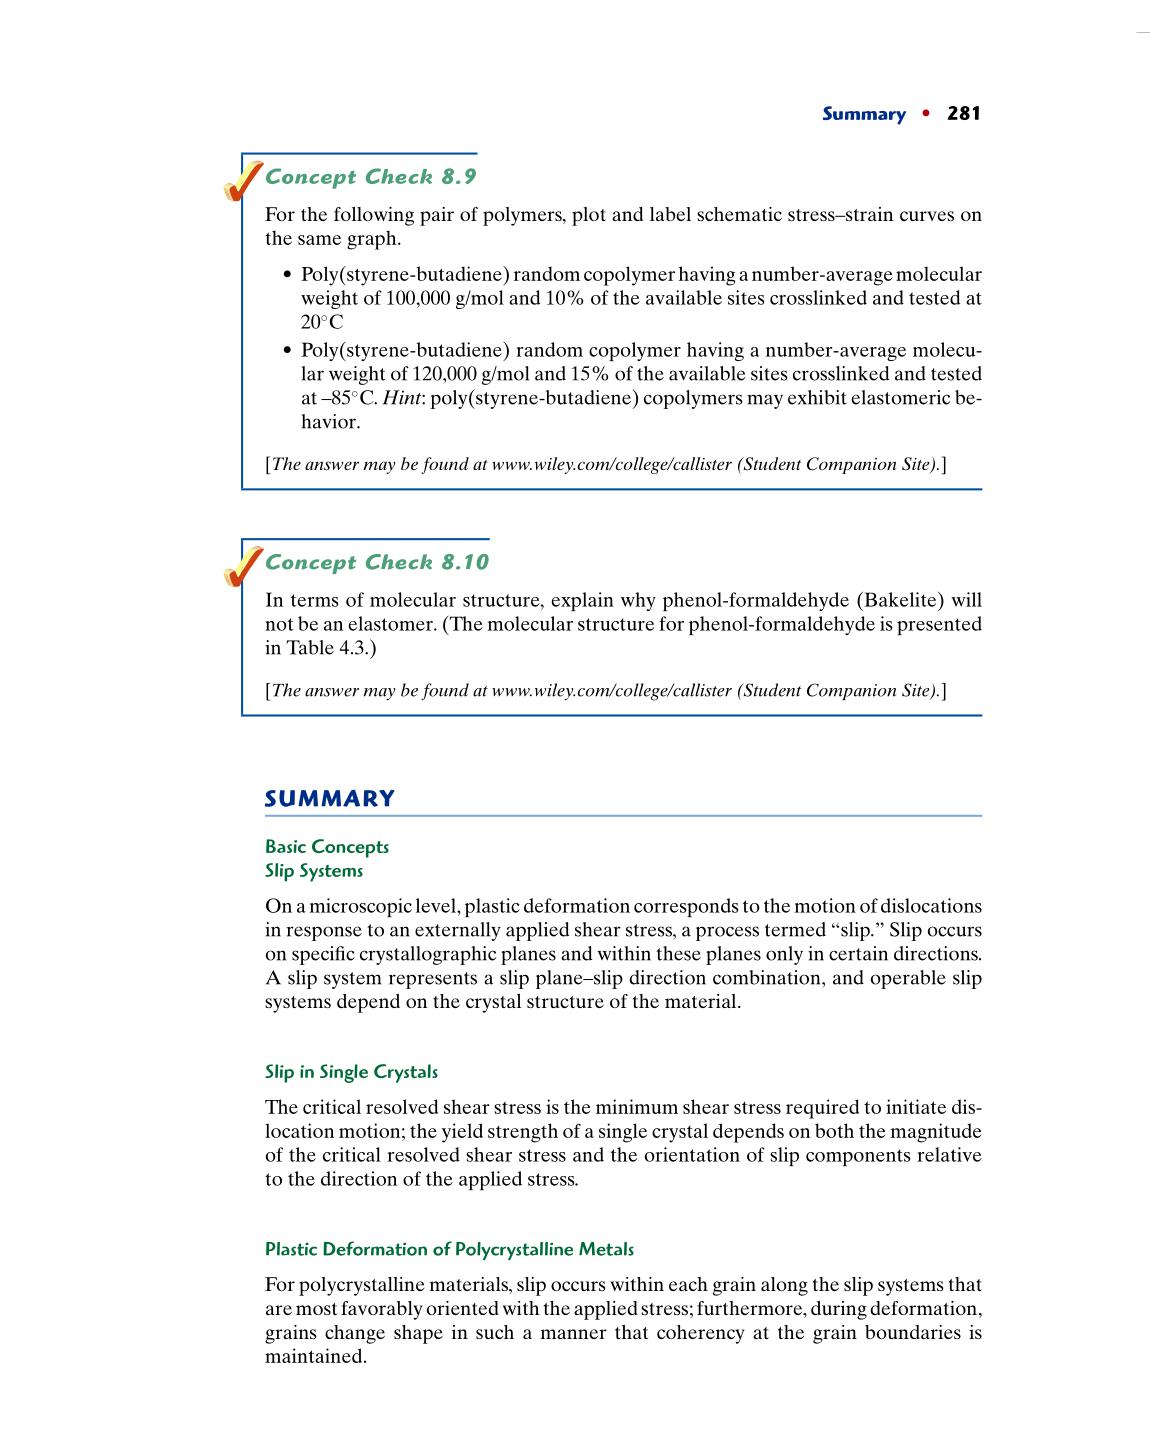 Summary • 281
Concept Check 8.9
For the following pair of polymers, plot and label schematic stress–strain curves on
the same graph.
• Poly(styrene-butadiene) random copolymer having a number-average molecular
weight of 100,000 g/mol and 10% of the available sites crosslinked and tested at
20°C
• Poly(styrene-butadiene) random copolymer having a number-average molecu-
lar weight of 120,000 g/mol and 15% of the available sites crosslinked and tested
at –85°C. Hint: poly(styrene-butadiene) copolymers may exhibit elastomeric be-
havior.
[The answer may be found at www.wiley.com/college/callister (Student Companion Site).]
Concept Check 8.10
In terms of molecular structure, explain why phenol-formaldehyde (Bakelite) will
not be an elastomer. (The molecular structure for phenol-formaldehyde is presented
in Table 4.3.)
[The answer may be found at www.wiley.com/college/callister (Student Companion Site).]
SUMMARY
Basic Concepts
Slip Systems
On a microscopic level, plastic deformation corresponds to the motion of dislocations
in response to an externally applied shear stress, a process termed “slip.” Slip occurs
on specific crystallographic planes and within these planes only in certain directions.
A slip system represents a slip plane–slip direction combination, and operable slip
systems depend on the crystal structure of the material.
Slip in Single Crystals
The critical resolved shear stress is the minimum shear stress required to initiate dis-
location motion; the yield strength of a single crystal depends on both the magnitude
of the critical resolved shear stress and the orientation of slip components relative
to the direction of the applied stress.
Plastic Deformation of Polycrystalline Metals
For polycrystalline materials, slip occurs within each grain along the slip systems that
are most favorably oriented with the applied stress; furthermore, during deformation,
grains change shape in such a manner that coherency at the grain boundaries is
maintained.